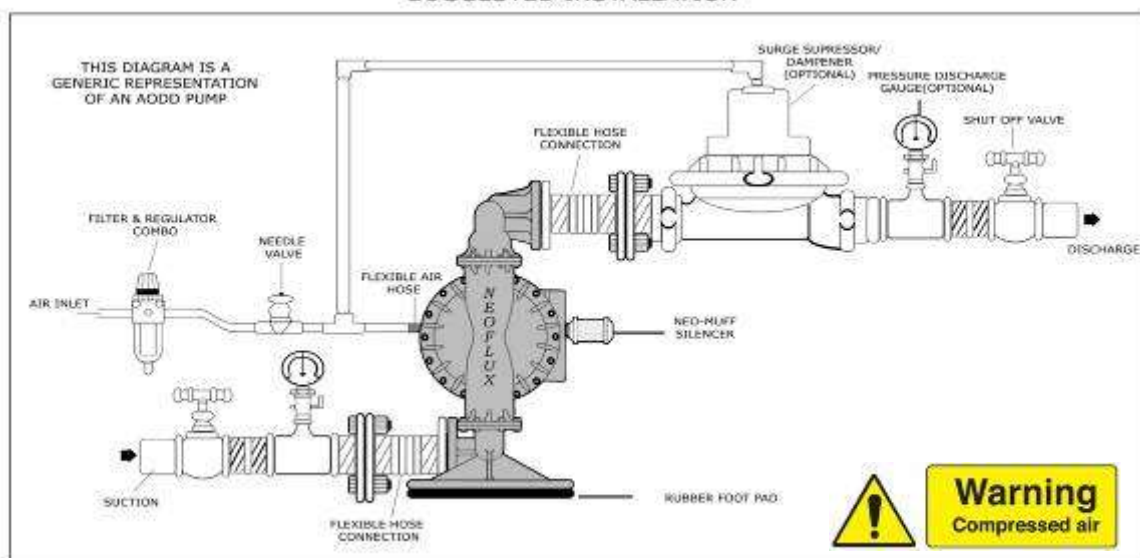 THIS DIAGRAM IS A
GENERIC REPRESENTATION
OF AN AODD PUMP
SURGE SUPRESSOR/
DAMPENER
(OPTIONAL)
PRESSURE DISCHARGE
GAUGE(OPTIONAL)
SHUT OFF VALVE
FLEXIBLE HOSE
CONNECTION
FILTER & REGULATOR
COMBO
NEEDLE
VALVE
FLEXIBLE AIR
HOSE
DISCHARGE
AIR INLET
NEOFLUX
NEO-MUFF
SILENCER
SUCTION
FLEXIBLE HOSE
CONNECTION
RUBBER FOOT PAD
Warning
Compressed air